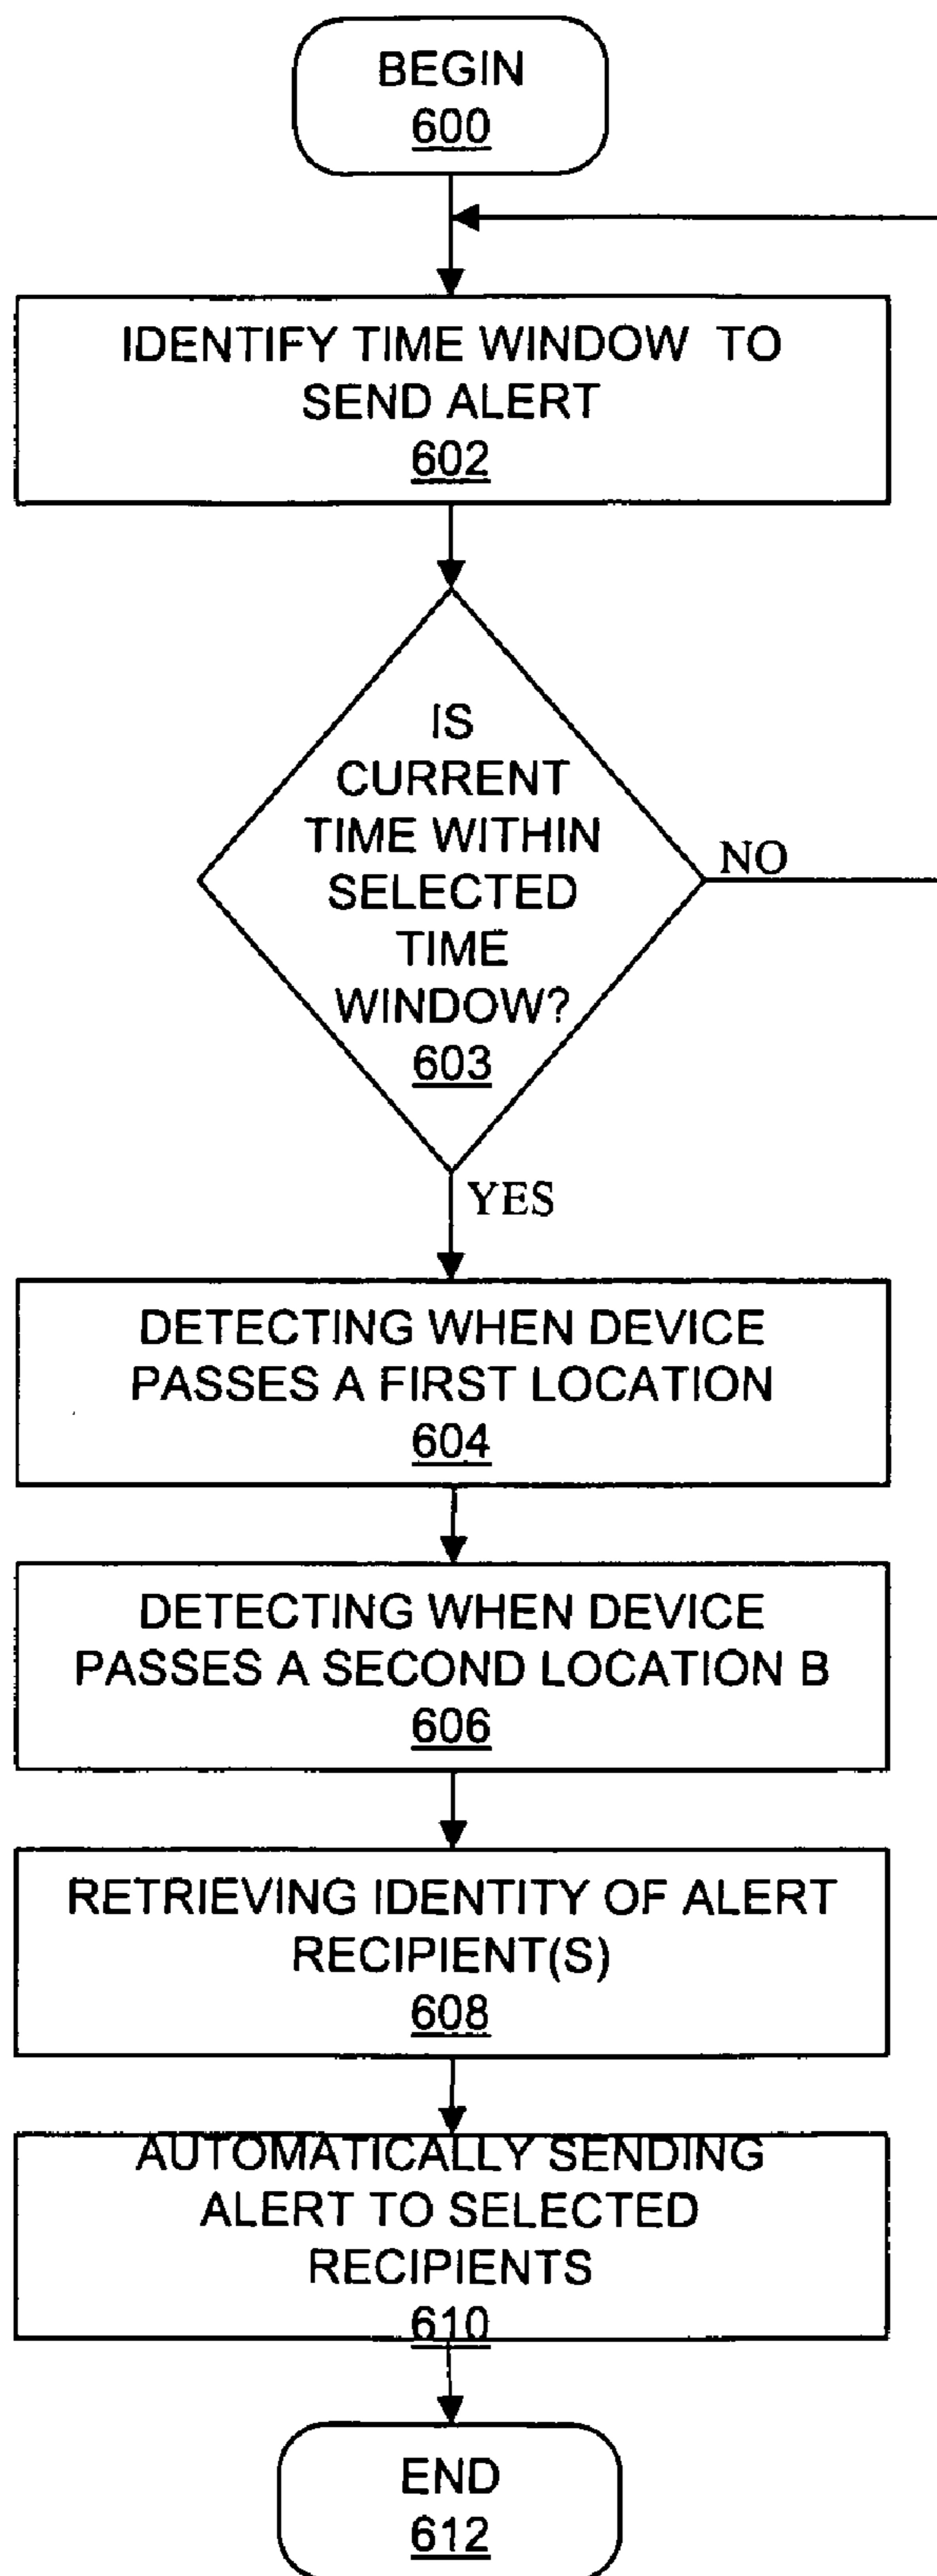 BEGIN
600
IDENTIFY TIME WINDOW TO
SEND ALERT
602
IS
CURRENT
TIME WITHIN
SELECTED
TIME
WINDOW?
603
NO
YES
DETECTING WHEN DEVICE
PASSES A FIRST LOCATION
604
DETECTING WHEN DEVICE
PASSES A SECOND LOCATION B
606
RETRIEVING IDENTITY OF ALERT
RECIPIENT(S)
608
AUTOMATICALLY SENDING
ALERT TO SELECTED
RECIPIENTS
610
END
612